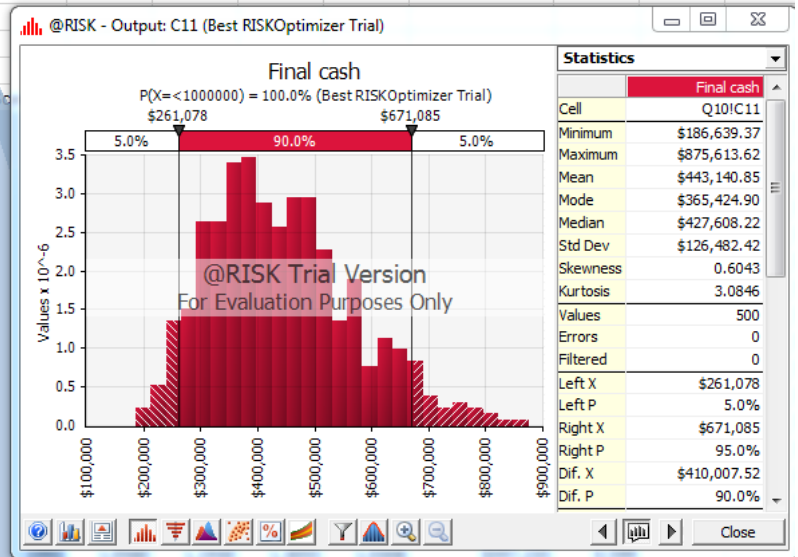 @RISK - Output: C11 (Best RISKOptimizer Trial)
Final cash
P(X=<1000000) = 100.0% (Best RISKOptimizer Trial)
$261,078 $671,085
5.0% 90.0% 5.0%
3.5
3.0
2.5
2.0
1.5
1.0
0.5
0.0
Values x 10^-6
@RISK Trial Version
For Evaluation Purposes Only
$100,000 $200,000 $300,000 $400,000 $500,000 $600,000 $700,000 $800,000 $900,000
Statistics
Final cash
Cell Q10!C11
Minimum $186,639.37
Maximum $875,613.62
Mean $443,140.85
Mode $365,424.90
Median $427,608.22
Std Dev $126,482.42
Skewness 0.6043
Kurtosis 3.0846
Values 500
Errors 0
Filtered 0
Left X $261,078
Left P 5.0%
Right X $671,085
Right P 95.0%
Dif. X $410,007.52
Dif. P 90.0%
Close